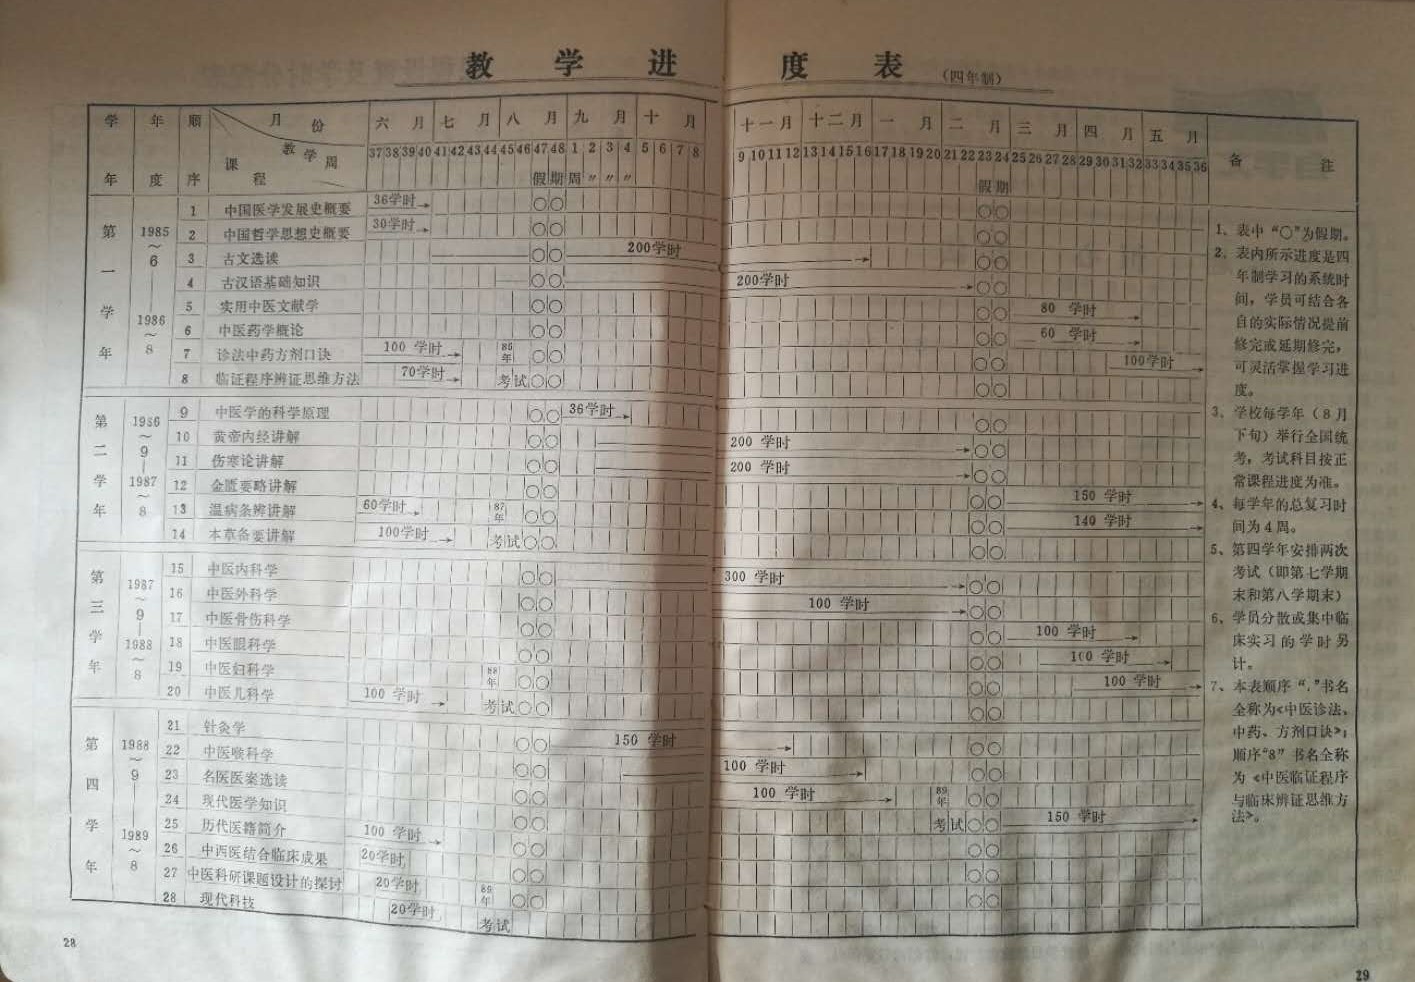 教学进度表（四年制）
学年 年度 顺序 月份 教学周 课程 六月 七月 八月 九月 十月 十一月 十二月 一月 二月 三月 四月 五月 备注
37 38 39 40 41 42 43 44 45 46 47 48 1 2 3 4 5 6 7 8 9 10 11 12 13 14 15 16 17 18 19 20 21 22 23 24 25 26 27 28 29 30 31 32 33 34 35 36
假期 周 〃 〃 〃 假期
第一学年 1985～6 1986～8
1 中国医学发展史概要 36学时 ○○ ○○
2 中国哲学思想史概要 30学时 ○○ ○○
3 古文选读 ○○ 200学时 ○○
4 古汉语基础知识 ○○ 200学时 ○○
5 实用中医文献学 ○○ ○○ 80 学时
6 中医药学概论 ○○ ○○ 60 学时
7 诊法中药方剂口诀 100 学时 86年 ○○ ○○ 100学时
8 临证程序辨证思维方法 70学时 考试 ○○ ○○
第二学年 1986～9 1987～8
9 中医学的科学原理 ○○ 36学时 ○○
10 黄帝内经讲解 ○○ 200 学时 ○○
11 伤寒论讲解 ○○ 200 学时 ○○
12 金匮要略讲解 ○○ ○○ 150 学时
13 温病条辨讲解 60学时 87年 ○○ ○○ 140 学时
14 本草备要讲解 100学时 考试 ○○ ○○
第三学年 1987～9 1988～8
15 中医内科学 ○○ 300 学时 ○○
16 中医外科学 ○○ 100 学时 ○○
17 中医骨伤科学 ○○ ○○ 100 学时
18 中医眼科学 ○○ ○○ 100 学时
19 中医妇科学 88年 ○○ ○○ 100 学时
20 中医儿科学 100 学时 考试 ○○ ○○
第四学年 1988～9 1989～8
21 针灸学 ○○ 150 学时 ○○
22 中医喉科学 ○○ 100 学时 ○○
23 名医医案选读 ○○ 100 学时 89年 ○○
24 现代医学知识 ○○ 考试 ○○ 150 学时
25 历代医籍简介 100 学时 ○○ ○○
26 中西医结合临床成果 20学时 ○○ ○○
27 中医科研课题设计的探讨 20学时 89年 ○○ ○○
28 现代科技 20学时 考试
1、表中“○”为假期。
2、表内所示进度是四
年制学习的系统时
间，学员可结合各
自的实际情况提前
修完或延期修完，
可灵活掌握学习进
度。
3、学校每学年（8月
下旬）举行全国统
考，考试科目按正
常课程进度为准。
4、每学年的总复习时
间为4周。
5、第四学年安排两次
考试（即第七学期
末和第八学期末）
6、学员分散或集中临
床实习的学时另
计。
7、本表顺序“.”书名
全称为《中医诊法、
中药、方剂口诀》；
顺序“8”书名全称
为《中医临证程序
与临床辨证思维方
法》。
28
29